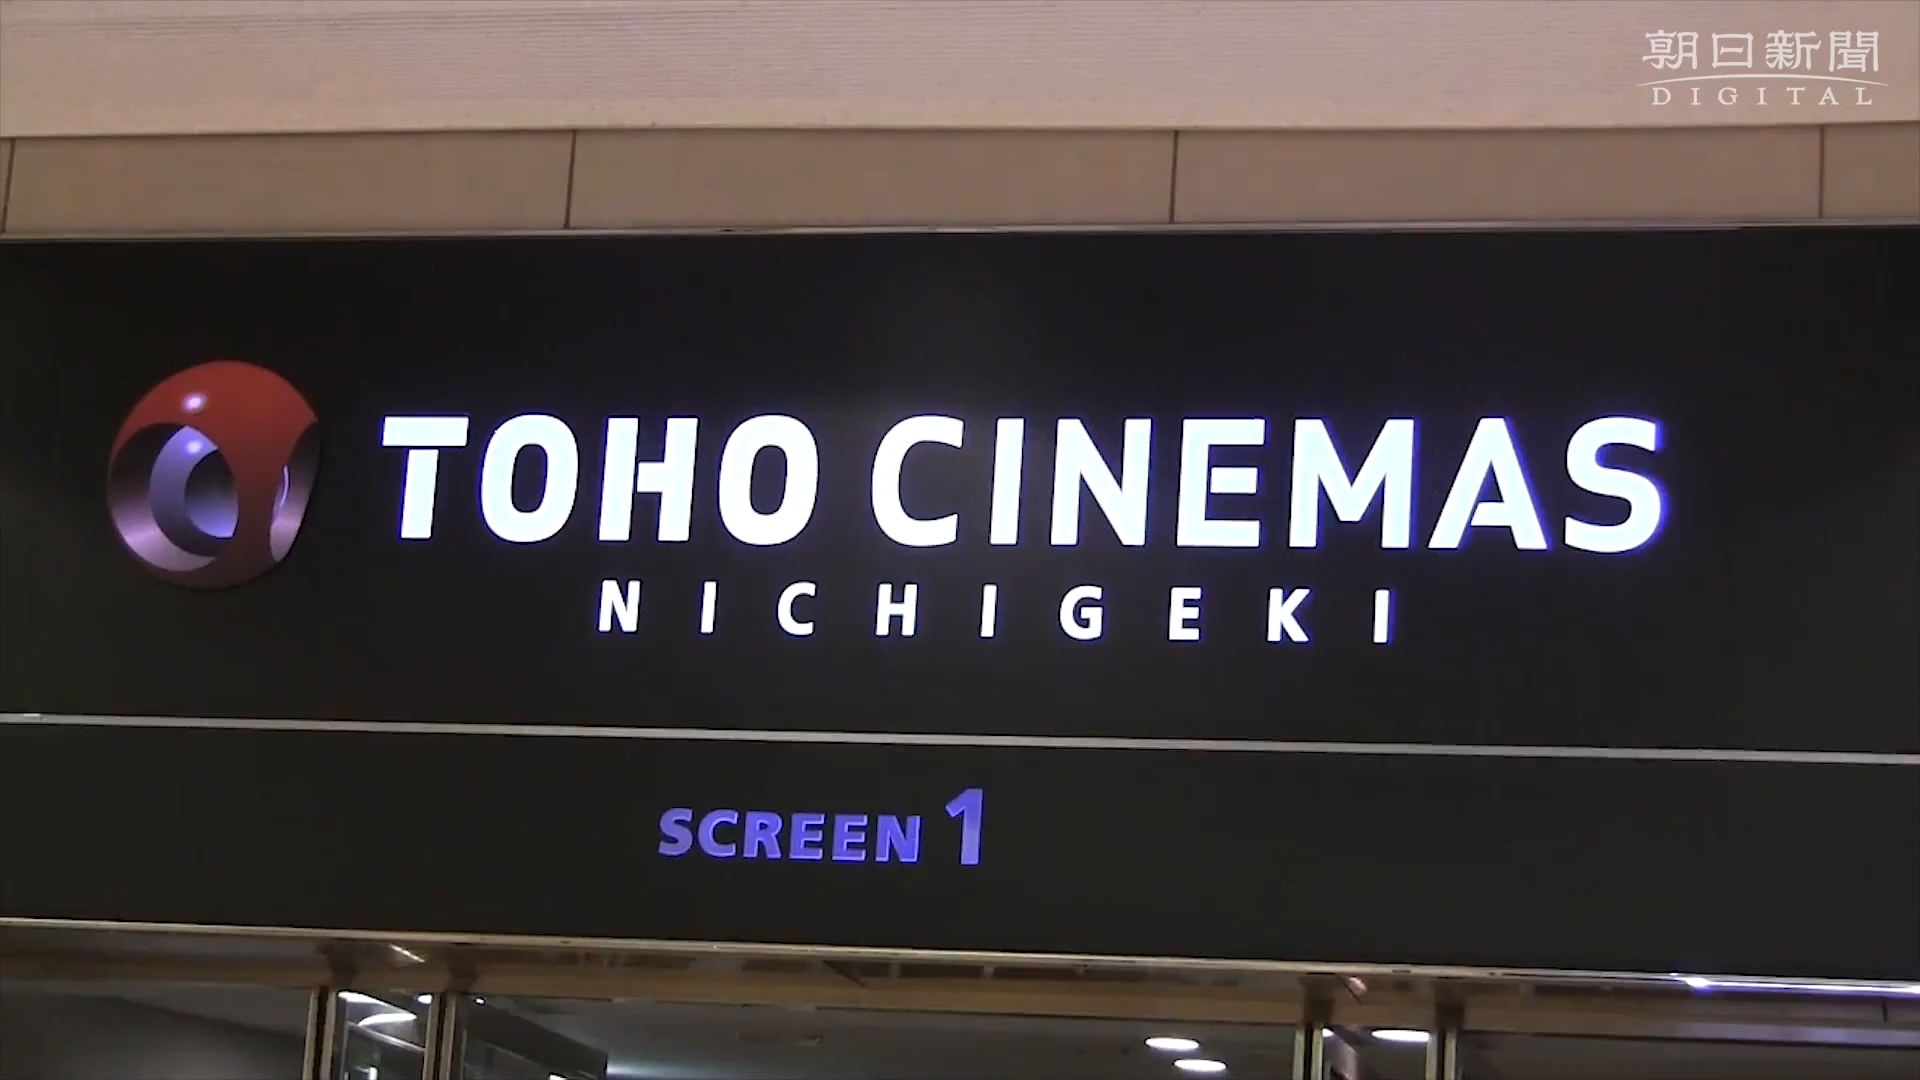 朝日新聞
DIGITAL
TOHO CINEMAS
NICHIGEKI
SCREEN 1